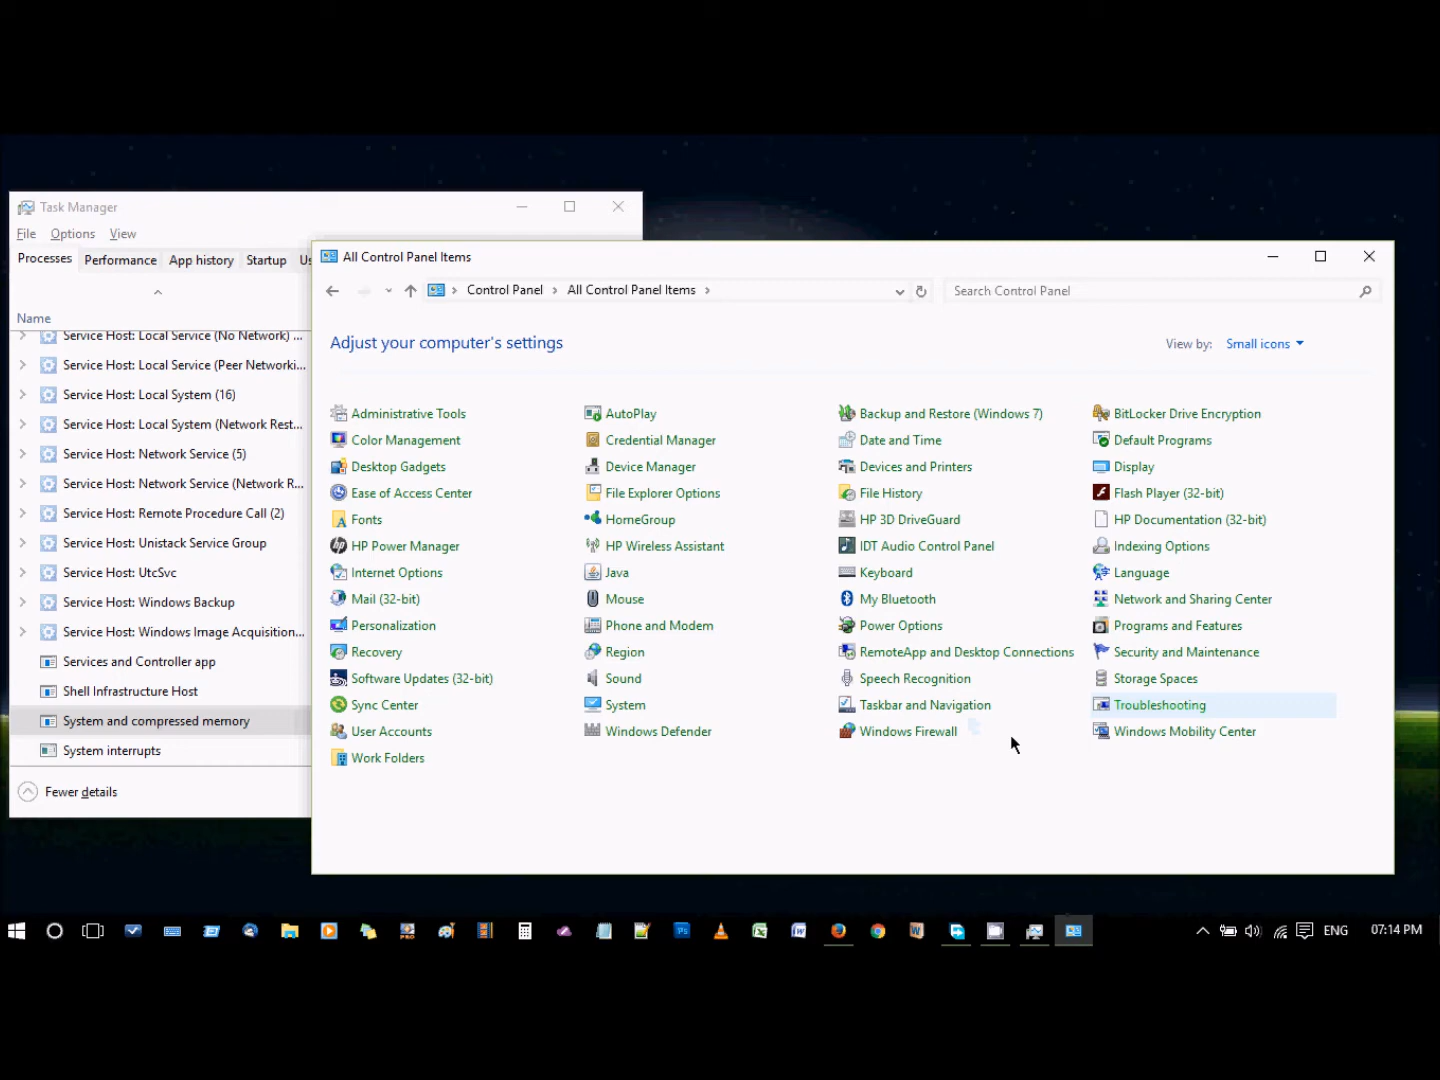 Task Manager
File Options View
Processes Performance App history Startup Us
Name
Service Host: Local Service (No Network) ...
Service Host: Local Service (Peer Networki...
Service Host: Local System (16)
Service Host: Local System (Network Rest...
Service Host: Network Service (5)
Service Host: Network Service (Network R...
Service Host: Remote Procedure Call (2)
Service Host: Unistack Service Group
Service Host: UtcSvc
Service Host: Windows Backup
Service Host: Windows Image Acquisition...
Services and Controller app
Shell Infrastructure Host
System and compressed memory
System interrupts
Fewer details
All Control Panel Items
Control Panel > All Control Panel Items >
Search Control Panel
Adjust your computer's settings
View by: Small icons
Administrative Tools AutoPlay Backup and Restore (Windows 7) BitLocker Drive Encryption
Color Management Credential Manager Date and Time Default Programs
Desktop Gadgets Device Manager Devices and Printers Display
Ease of Access Center File Explorer Options File History Flash Player (32-bit)
Fonts HomeGroup HP 3D DriveGuard HP Documentation (32-bit)
HP Power Manager HP Wireless Assistant IDT Audio Control Panel Indexing Options
Internet Options Java Keyboard Language
Mail (32-bit) Mouse My Bluetooth Network and Sharing Center
Personalization Phone and Modem Power Options Programs and Features
Recovery Region RemoteApp and Desktop Connections Security and Maintenance
Software Updates (32-bit) Sound Speech Recognition Storage Spaces
Sync Center System Taskbar and Navigation Troubleshooting
User Accounts Windows Defender Windows Firewall Windows Mobility Center
Work Folders
ENG 07:14 PM